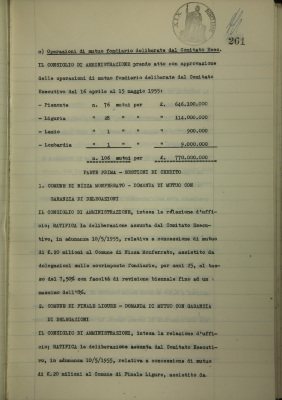 261
o) Operazioni di mutuo fondiario deliberate dal Comitato Esec.
IL CONSIGLIO DI AMMINISTRAZIONE prende atto con approvazione
delle operazioni di mutuo fondiario deliberate dal Comitato
Esecutivo dal 16 aprile al 13 maggio 1955:
- Piemonte n. 76 mutui per £. 646.100.000
- Liguria " 28 " " " 114.000.000
- Lazio " 1 " " " 900.000
- Lombardia " 1 " " " 9.000.000
n. 106 mutui per £. 770.000.000
PARTE PRIMA - GESTIONI DI CREDITO
1. COMUNE DI NIZZA MONFERRATO - DOMANDA DI MUTUO CON
GARANZIA DI DELEGAZIONI
IL CONSIGLIO DI AMMINISTRAZIONE, intesa la relazione d'uffi-
cio; RATIFICA la deliberazione assunta dal Comitato Esecu-
tivo, in adunanza 10/5/1955, relativa a concessione di mutuo
di £.20 milioni al Comune di Nizza Monferrato, assistito da
delegazioni sulle sovrimposte fondiarie, per anni 25, al tas-
so del 7,50% con facoltà di revisione biennale fino ad un
massimo dell'8%.
2. COMUNE DI FINALE LIGURE - DOMANDA DI MUTUO CON GARANZIA
DI DELEGAZIONI
IL CONSIGLIO DI AMMINISTRAZIONE, intesa la relazione d'uffi-
cio; RATIFICA la deliberazione assunta dal Comitato Esecuti-
vo, in adunanza 10/5/1955, relativa a concessione di mutuo
di £.20 milioni al Comune di Finale Ligure, assistito da